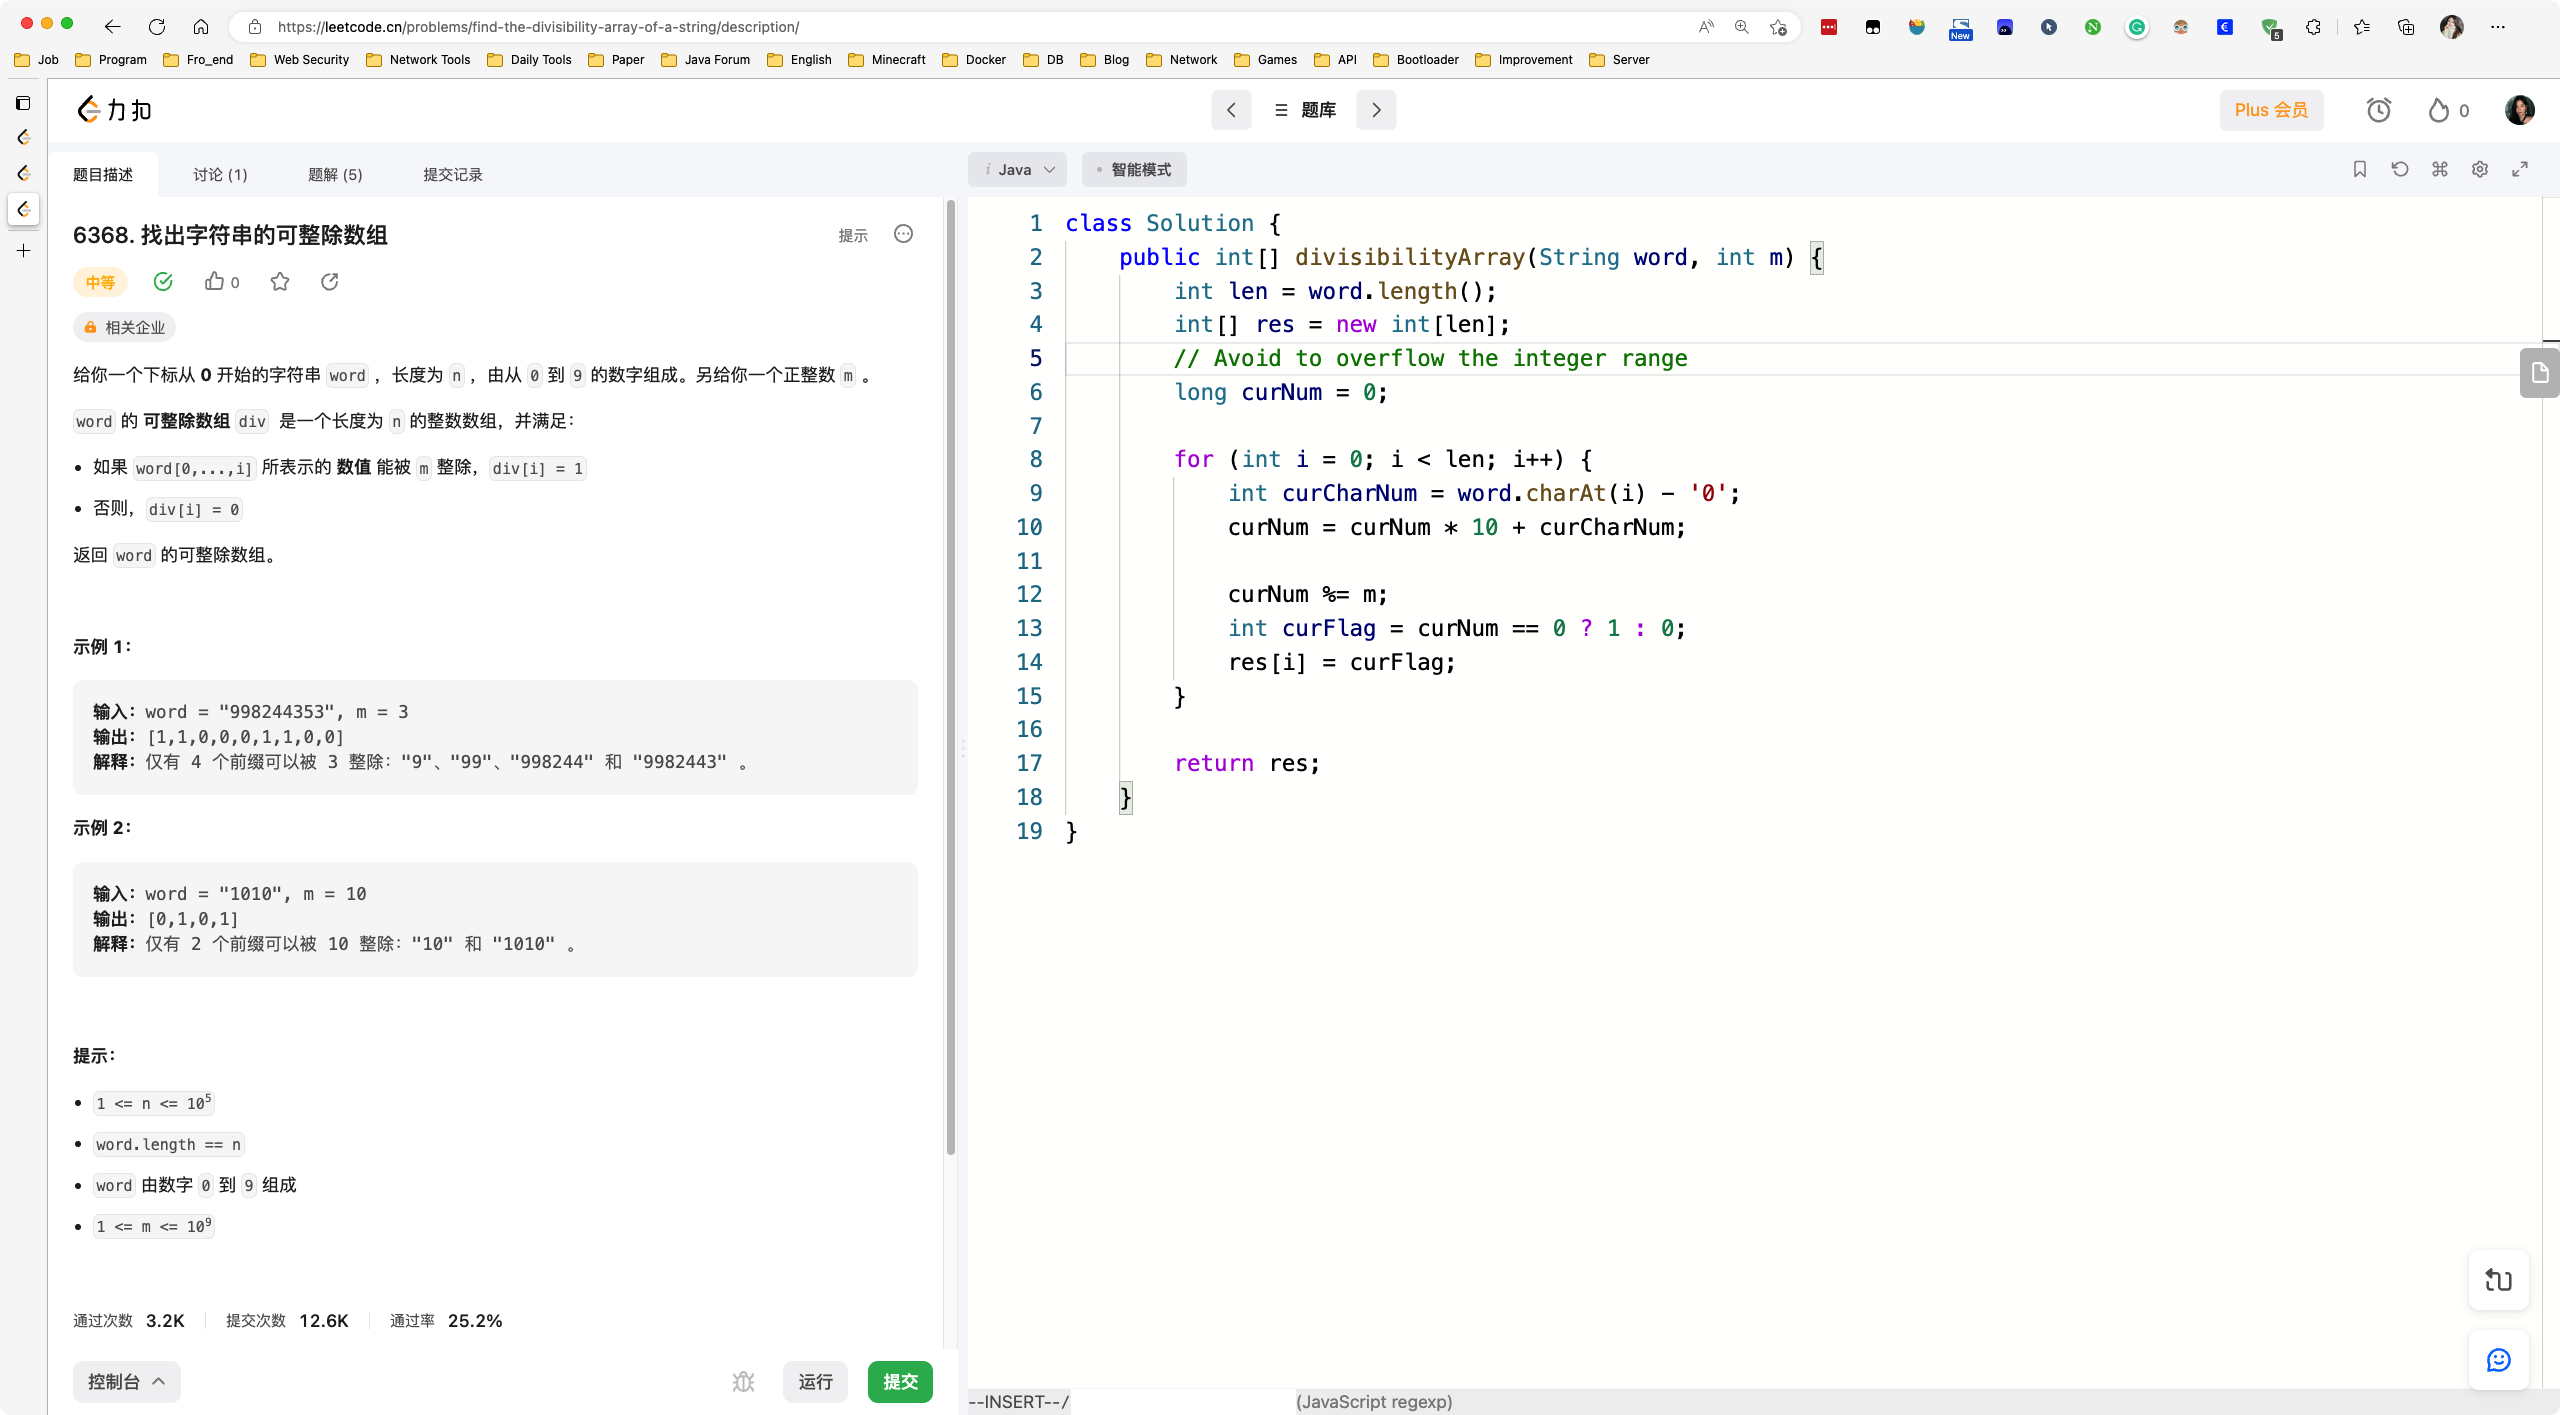 https://leetcode.cn/problems/find-the-divisibility-array-of-a-string/description/
New
5
Job Program Fro_end Web Security Network Tools Daily Tools Paper Java Forum English Minecraft Docker DB Blog Network Games API Bootloader Improvement Server
力扣
题库
Plus 会员
0
题目描述 讨论 (1) 题解 (5) 提交记录
6368. 找出字符串的可整除数组
提示
中等
0
相关企业
给你一个下标从 0 开始的字符串 word ，长度为 n ，由从 0 到 9 的数字组成。另给你一个正整数 m 。
word 的 可整除数组 div 是一个长度为 n 的整数数组，并满足：
• 如果 word[0,...,i] 所表示的 数值 能被 m 整除，div[i] = 1
• 否则，div[i] = 0
返回 word 的可整除数组。
示例 1：
输入：word = "998244353", m = 3
输出：[1,1,0,0,0,1,1,0,0]
解释：仅有 4 个前缀可以被 3 整除："9"、"99"、"998244" 和 "9982443" 。
示例 2：
输入：word = "1010", m = 10
输出：[0,1,0,1]
解释：仅有 2 个前缀可以被 10 整除："10" 和 "1010" 。
提示：
• 1 <= n <= 10⁵
• word.length == n
• word 由数字 0 到 9 组成
• 1 <= m <= 10⁹
通过次数 3.2K 提交次数 12.6K 通过率 25.2%
控制台
运行
提交
i Java
智能模式
1 class Solution {
2     public int[] divisibilityArray(String word, int m) {
3         int len = word.length();
4         int[] res = new int[len];
5         // Avoid to overflow the integer range
6         long curNum = 0;
7
8         for (int i = 0; i < len; i++) {
9             int curCharNum = word.charAt(i) - '0';
10             curNum = curNum * 10 + curCharNum;
11
12             curNum %= m;
13             int curFlag = curNum == 0 ? 1 : 0;
14             res[i] = curFlag;
15         }
16
17         return res;
18     }
19 }
--INSERT--/ (JavaScript regexp)